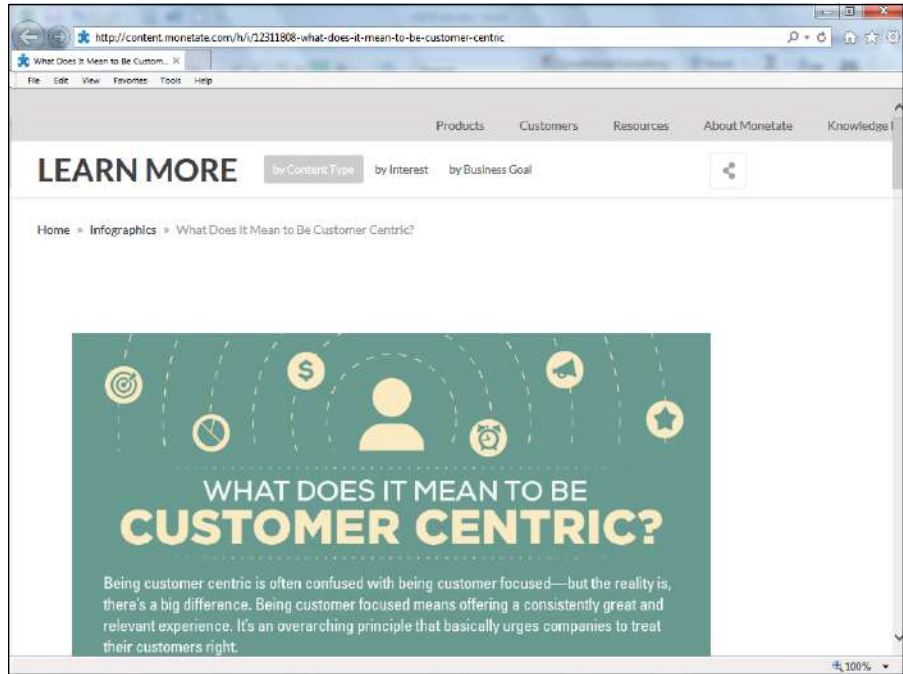 http://content.monetate.com/h/i/12311808-what-does-it-mean-to-be-customer-centric
What Does It Mean to Be Custom...
File Edit View Favorites Tools Help
Products Customers Resources About Monetate Knowledge
LEARN MORE by Content Type by Interest by Business Goal
Home » Infographics » What Does It Mean to Be Customer Centric?
$
WHAT DOES IT MEAN TO BE
CUSTOMER CENTRIC?
Being customer centric is often confused with being customer focused—but the reality is,
there's a big difference. Being customer focused means offering a consistently great and
relevant experience. It's an overarching principle that basically urges companies to treat
their customers right.
100%